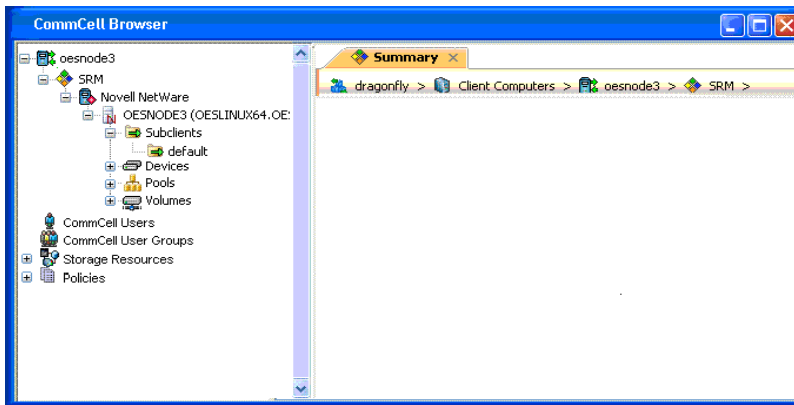 CommCell Browser
oesnode3
SRM
Novell NetWare
OESNODE3 (OESLINUX64.OE:
Subclients
default
Devices
Pools
Volumes
CommCell Users
CommCell User Groups
Storage Resources
Policies
Summary
dragonfly > Client Computers > oesnode3 > SRM >